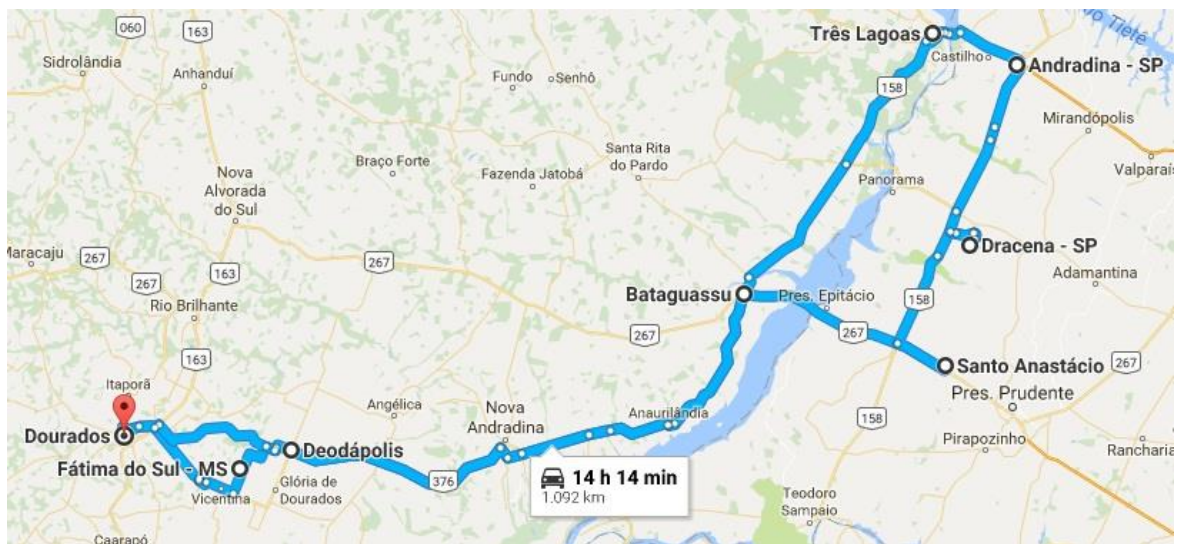 060
163
Sidrolândia
Anhanduí
Fundo
Senhô
Três Lagoas
Castilho
Andradina - SP
158
Mirandópolis
Valparaís
Nova
Alvorada
do Sul
Braço Forte
Fazenda Jatobá
Santa Rita
do Pardo
Panorama
Maracaju
267
267
163
267
Dracena - SP
Adamantina
Rio Brilhante
Bataguassu
Pres. Epitácio
158
267
267
163
Santo Anastácio
267
Pres. Prudente
Itaporã
Angélica
Nova
Andradina
Anaurilândia
158
Pirapozinho
Rancharia
Dourados
Deodápolis
Fátima do Sul - MS
Vicentina
Glória de
Dourados
376
14 h 14 min
1.092 km
Teodoro
Sampaio
Caarapó